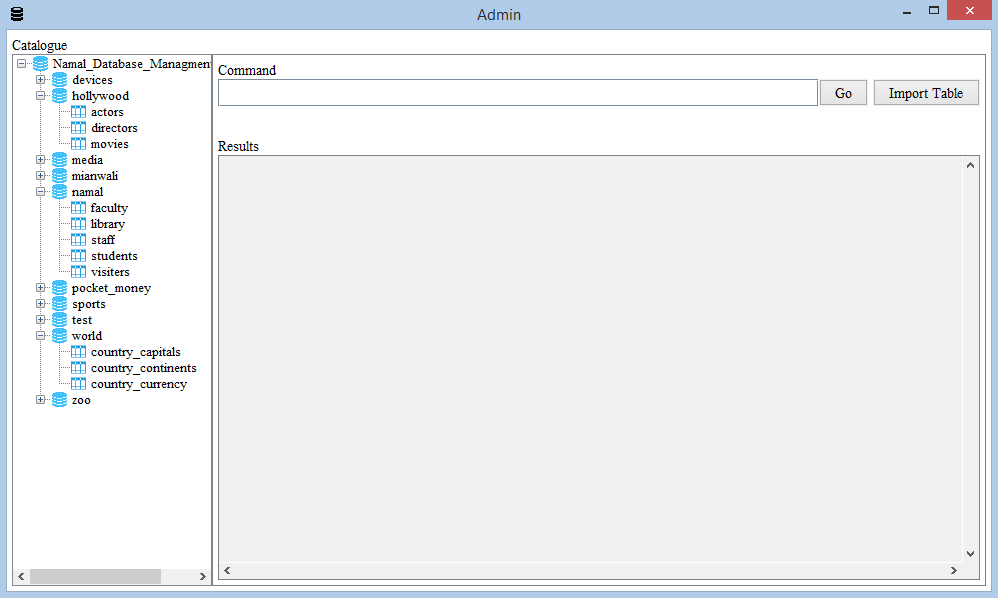 Admin
Catalogue
Namal_Database_Managment
devices
hollywood
actors
directors
movies
media
mianwali
namal
faculty
library
staff
students
visiters
pocket_money
sports
test
world
country_capitals
country_continents
country_currency
zoo
Command
Go
Import Table
Results